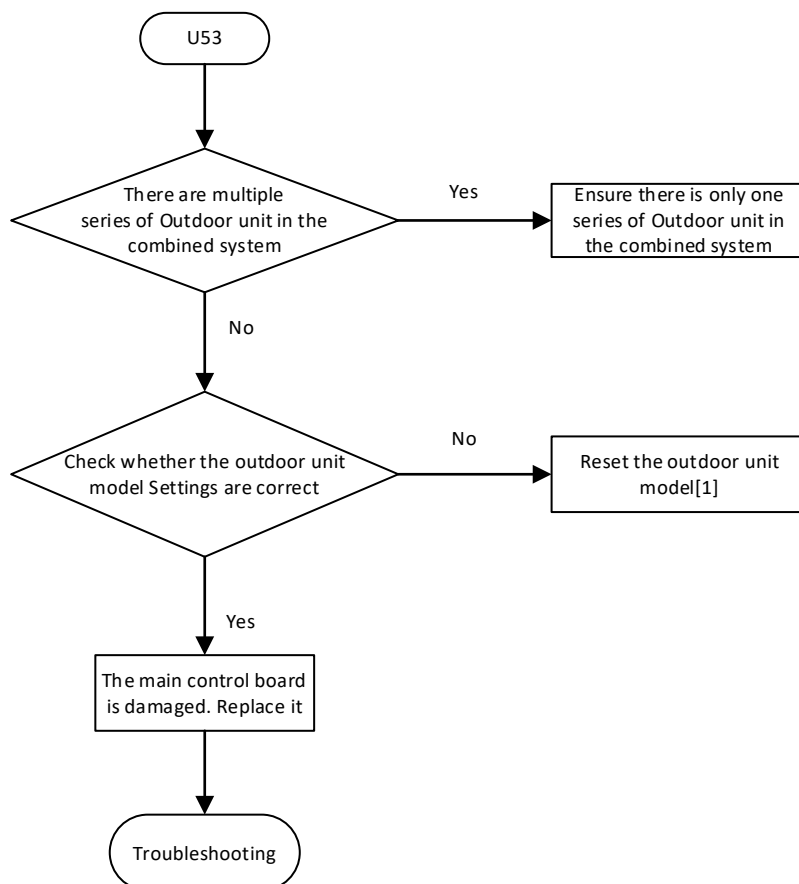 U53
There are multiple
series of Outdoor unit in the
combined system
Yes
Ensure there is only one
series of Outdoor unit in
the combined system
No
Check whether the outdoor unit
model Settings are correct
No
Reset the outdoor unit
model[1]
Yes
The main control board
is damaged. Replace it
Troubleshooting